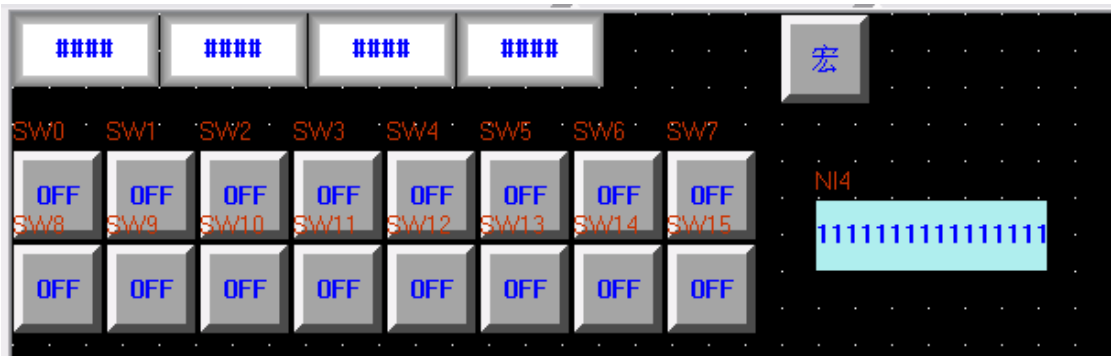 #### #### #### #### 宏
SW0 SW1 SW2 SW3 SW4 SW5 SW6 SW7
OFF OFF OFF OFF OFF OFF OFF OFF
NI4
SW8 SW9 SW10 SW11 SW12 SW13 SW14 SW15
1111111111111111
OFF OFF OFF OFF OFF OFF OFF OFF